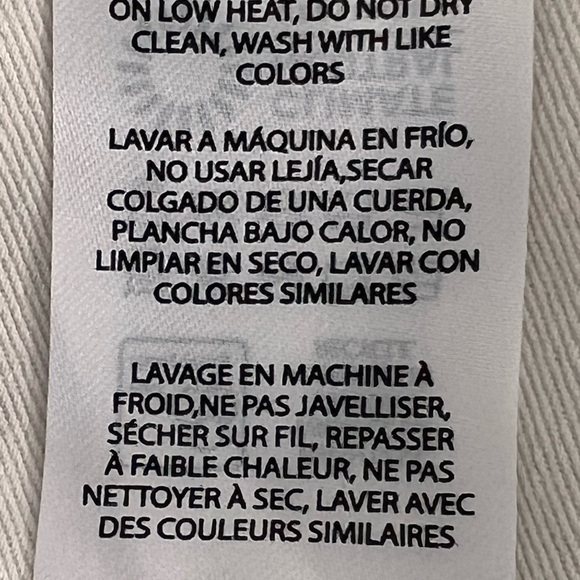 ON LOW HEAT, DO NOT DRY
CLEAN, WASH WITH LIKE
COLORS
LAVAR A MÁQUINA EN FRÍO,
NO USAR LEJÍA,SECAR
COLGADO DE UNA CUERDA,
PLANCHA BAJO CALOR, NO
LIMPIAR EN SECO, LAVAR CON
COLORES SIMILARES
LAVAGE EN MACHINE À
FROID,NE PAS JAVELLISER,
SÉCHER SUR FIL, REPASSER
À FAIBLE CHALEUR, NE PAS
NETTOYER À SEC, LAVER AVEC
DES COULEURS SIMILAIRES